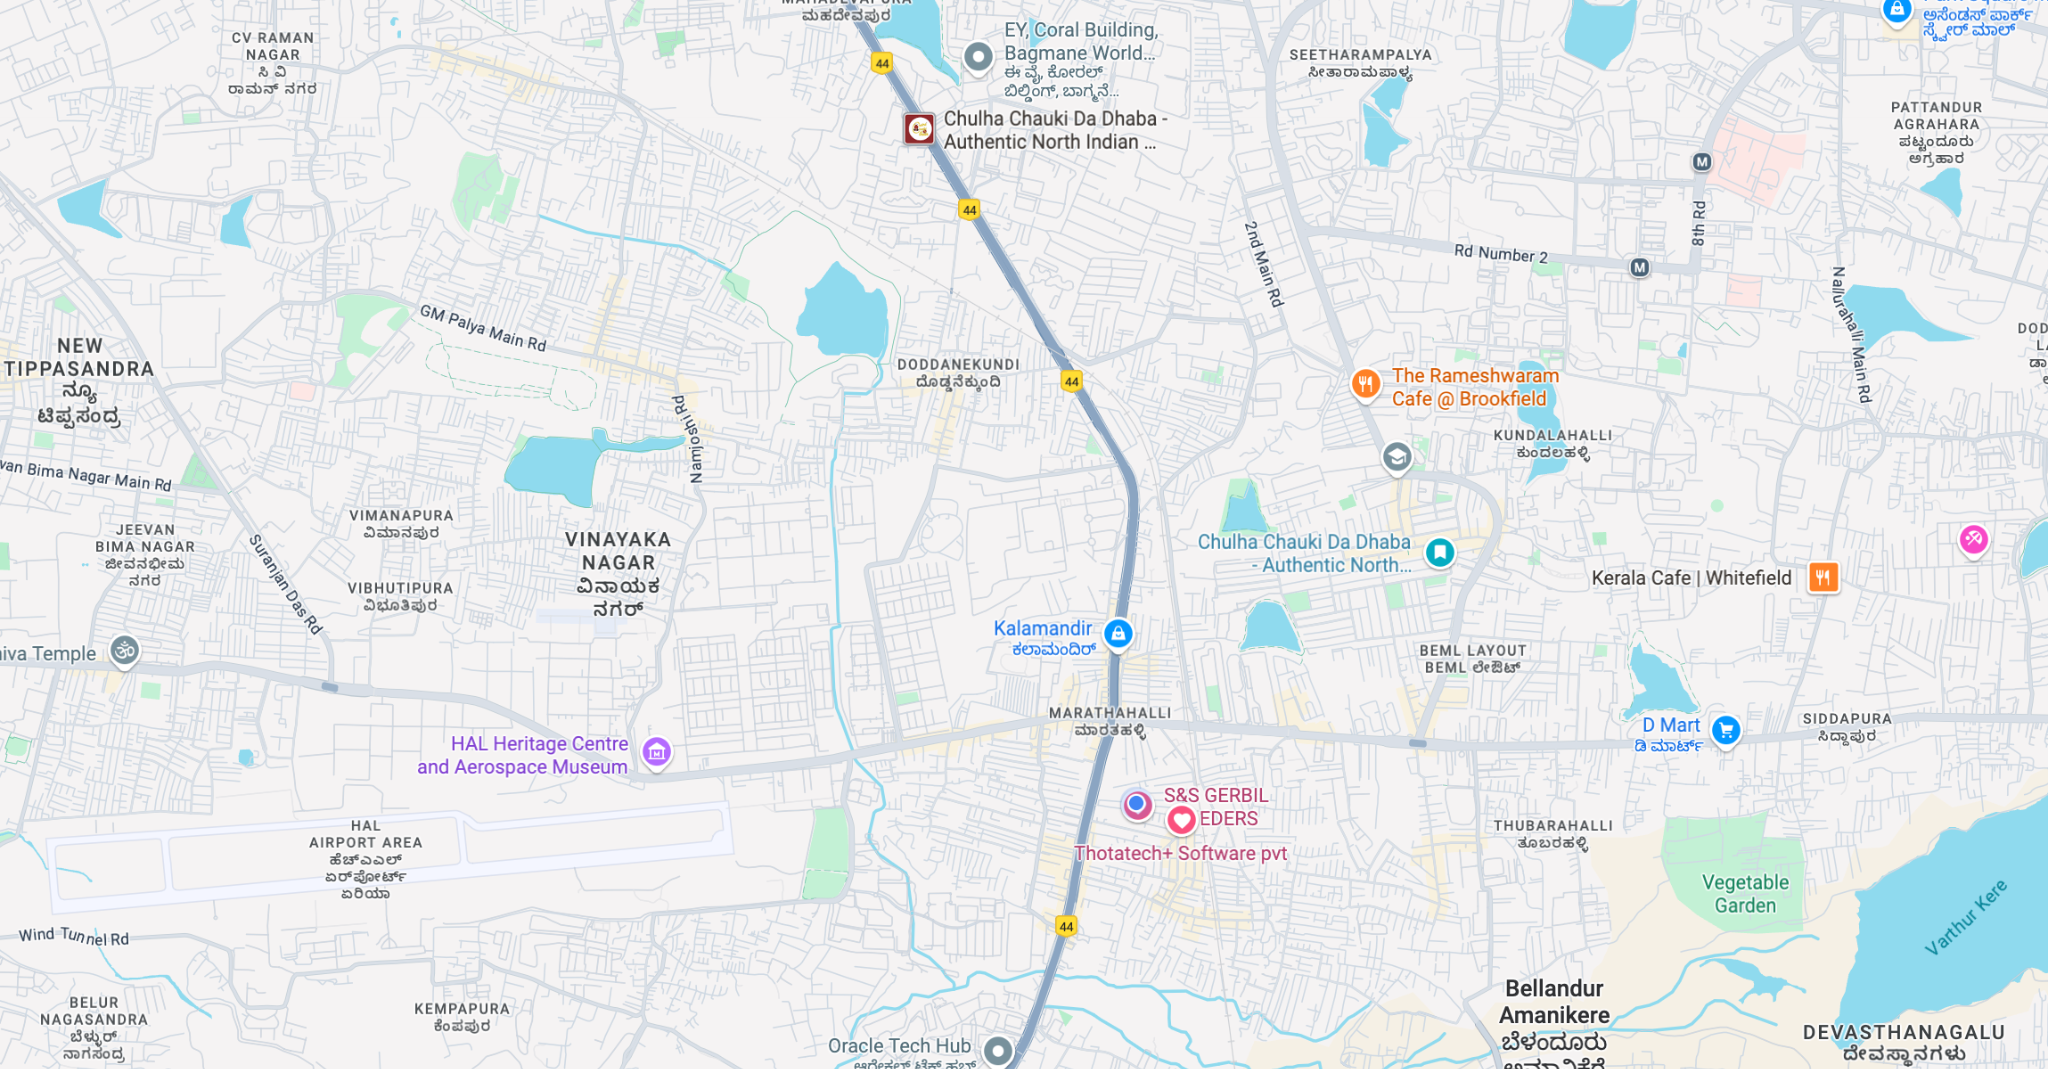 ಮಹದೇವಪುರ
CV RAMAN
NAGAR
ಸಿ ವಿ
ರಾಮನ್ ನಗರ
44
EY, Coral Building,
Bagmane World...
ಈ ವೈ, ಕೋರಲ್
ಬಿಲ್ಡಿಂಗ್, ಬಾಗ್ಮನೆ...
SEETHARAMPALYA
ಸೀತಾರಾಮಪಾಳ್ಯ
ಅಸೆಂಡಸ್ ಪಾರ್ಕ್
ಸ್ಕ್ವೇರ್ ಮಾಲ್
Chulha Chauki Da Dhaba -
Authentic North Indian ...
PATTANDUR
AGRAHARA
ಪಟ್ಟಂದೂರು
ಅಗ್ರಹಾರ
M
44
2nd Main Rd
Rd Number 2
8th Rd
M
Nallurahalli Main Rd
GM Palya Main Rd
NEW
TIPPASANDRA
ನ್ಯೂ
ಟಿಪ್ಪಸಂದ್ರ
DODDANEKUNDI
ದೊಡ್ಡನೆಕ್ಕುಂದಿ
44
The Rameshwaram
Cafe @ Brookfield
Namjoshi Rd
KUNDALAHALLI
ಕುಂದಲಹಳ್ಳಿ
Bima Nagar Main Rd
VIMANAPURA
ವಿಮಾನಪುರ
JEEVAN
BIMA NAGAR
ಜೀವನಭೀಮ
ನಗರ
Suranjan Das Rd
VINAYAKA
NAGAR
ವಿನಾಯಕ
ನಗರ್
VIBHUTIPURA
ವಿಭೂತಿಪುರ
Chulha Chauki Da Dhaba
- Authentic North...
Kerala Cafe | Whitefield
Kalamandir
ಕಲಾಮಂದಿರ್
Temple
BEML LAYOUT
BEML ಲೇಔಟ್
MARATHAHALLI
ಮಾರತಹಳ್ಳಿ
D Mart
ಡಿ ಮಾರ್ಟ್
SIDDAPURA
ಸಿದ್ದಾಪುರ
HAL Heritage Centre
and Aerospace Museum
S&S GERBIL
EDERS
Thotatech+ Software pvt
HAL
AIRPORT AREA
ಹೆಚ್ಎಎಲ್
ಏರ್‌ಪೋರ್ಟ್
ಏರಿಯಾ
THUBARAHALLI
ತೂಬರಹಳ್ಳಿ
Vegetable
Garden
Varthur Kere
44
Wind Tunnel Rd
BELUR
NAGASANDRA
ಬೆಳ್ಳುರ್
ನಾಗಸಂದ್ರ
KEMPAPURA
ಕೆಂಪಪುರ
Bellandur
Amanikere
ಬೆಳಂದೂರು
DEVASTHANAGALU
ದೇವಸ್ಥಾನಗಳು
Oracle Tech Hub